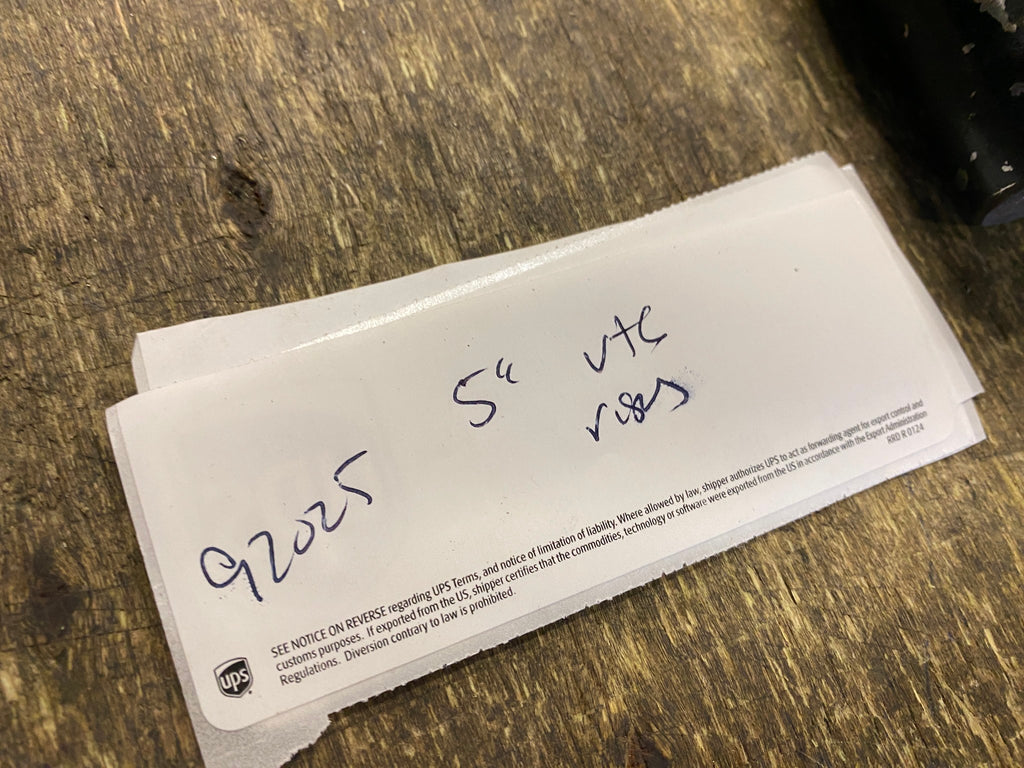 92025 5" vtc
rises
SEE NOTICE ON REVERSE regarding UPS Terms, and notice of limitation of liability. Where allowed by law, shipper authorizes UPS to act as forwarding agent for export control and
customs purposes. If exported from the US, shipper certifies that the commodities, technology or software were exported from the US in accordance with the Export Administration
Regulations. Diversion contrary to law is prohibited.
RRD R 0124
ups